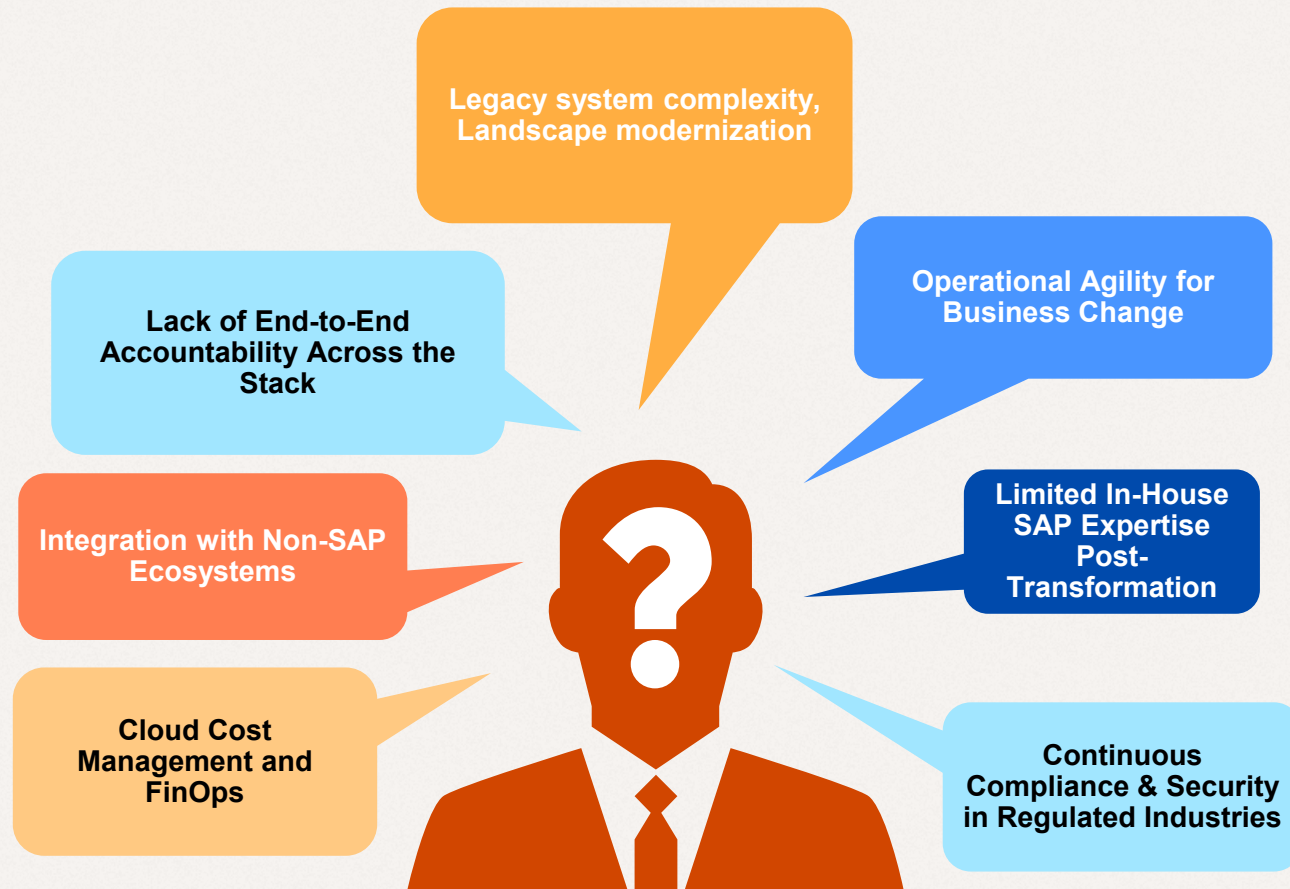 Legacy system complexity,
Landscape modernization
Operational Agility for
Business Change
Lack of End-to-End
Accountability Across the
Stack
Limited In-House
SAP Expertise
Post-
Transformation
Integration with Non-SAP
Ecosystems
Cloud Cost
Management and
FinOps
Continuous
Compliance & Security
in Regulated Industries
?